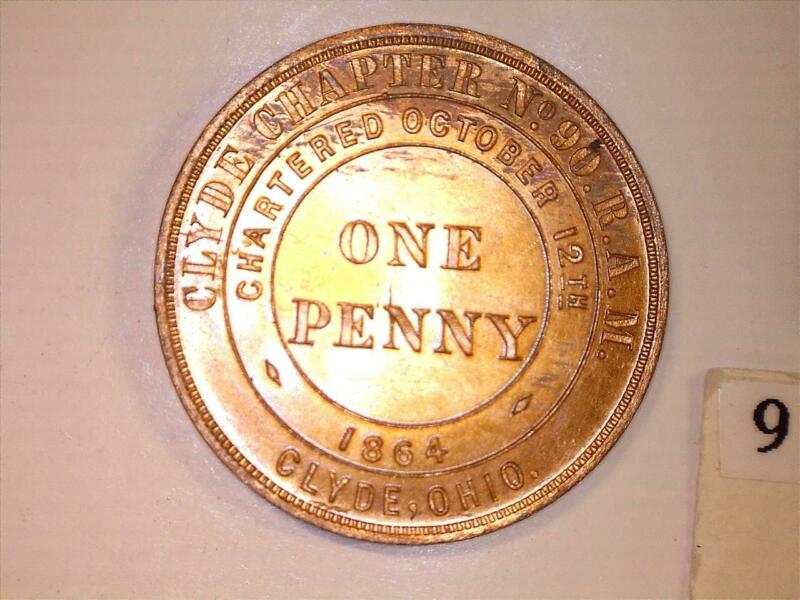 CLYDE CHAPTER No. 90. R. A. M.
CHARTERED OCTOBER 12TH
ONE
PENNY
1864
CLYDE, OHIO.
9